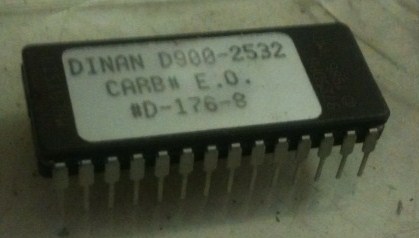 DINAN D900-2532
CARB# E.O.
#D-176-8